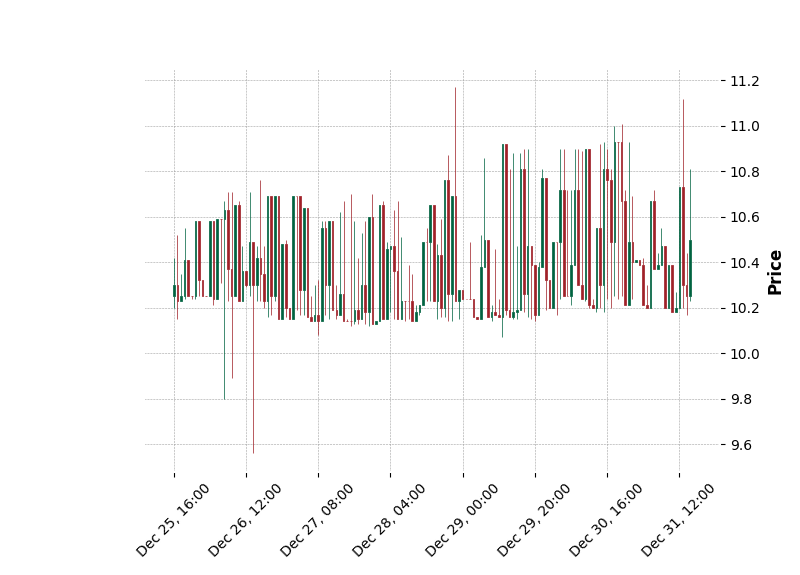 11.2
11.0
10.8
10.6
10.4
10.2
10.0
9.8
9.6
Price
Dec 25, 16:00
Dec 26, 12:00
Dec 27, 08:00
Dec 28, 04:00
Dec 29, 00:00
Dec 29, 20:00
Dec 30, 16:00
Dec 31, 12:00